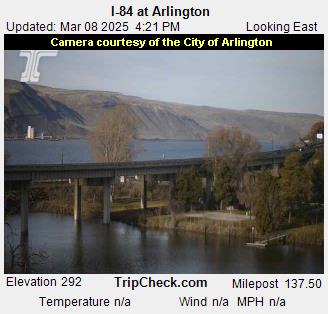 I-84 at Arlington
Updated: Mar 08 2025 4:21 PM Looking East
Camera courtesy of the City of Arlington
Elevation 292 TripCheck.com Milepost 137.50
Temperature n/a Wind n/a MPH n/a